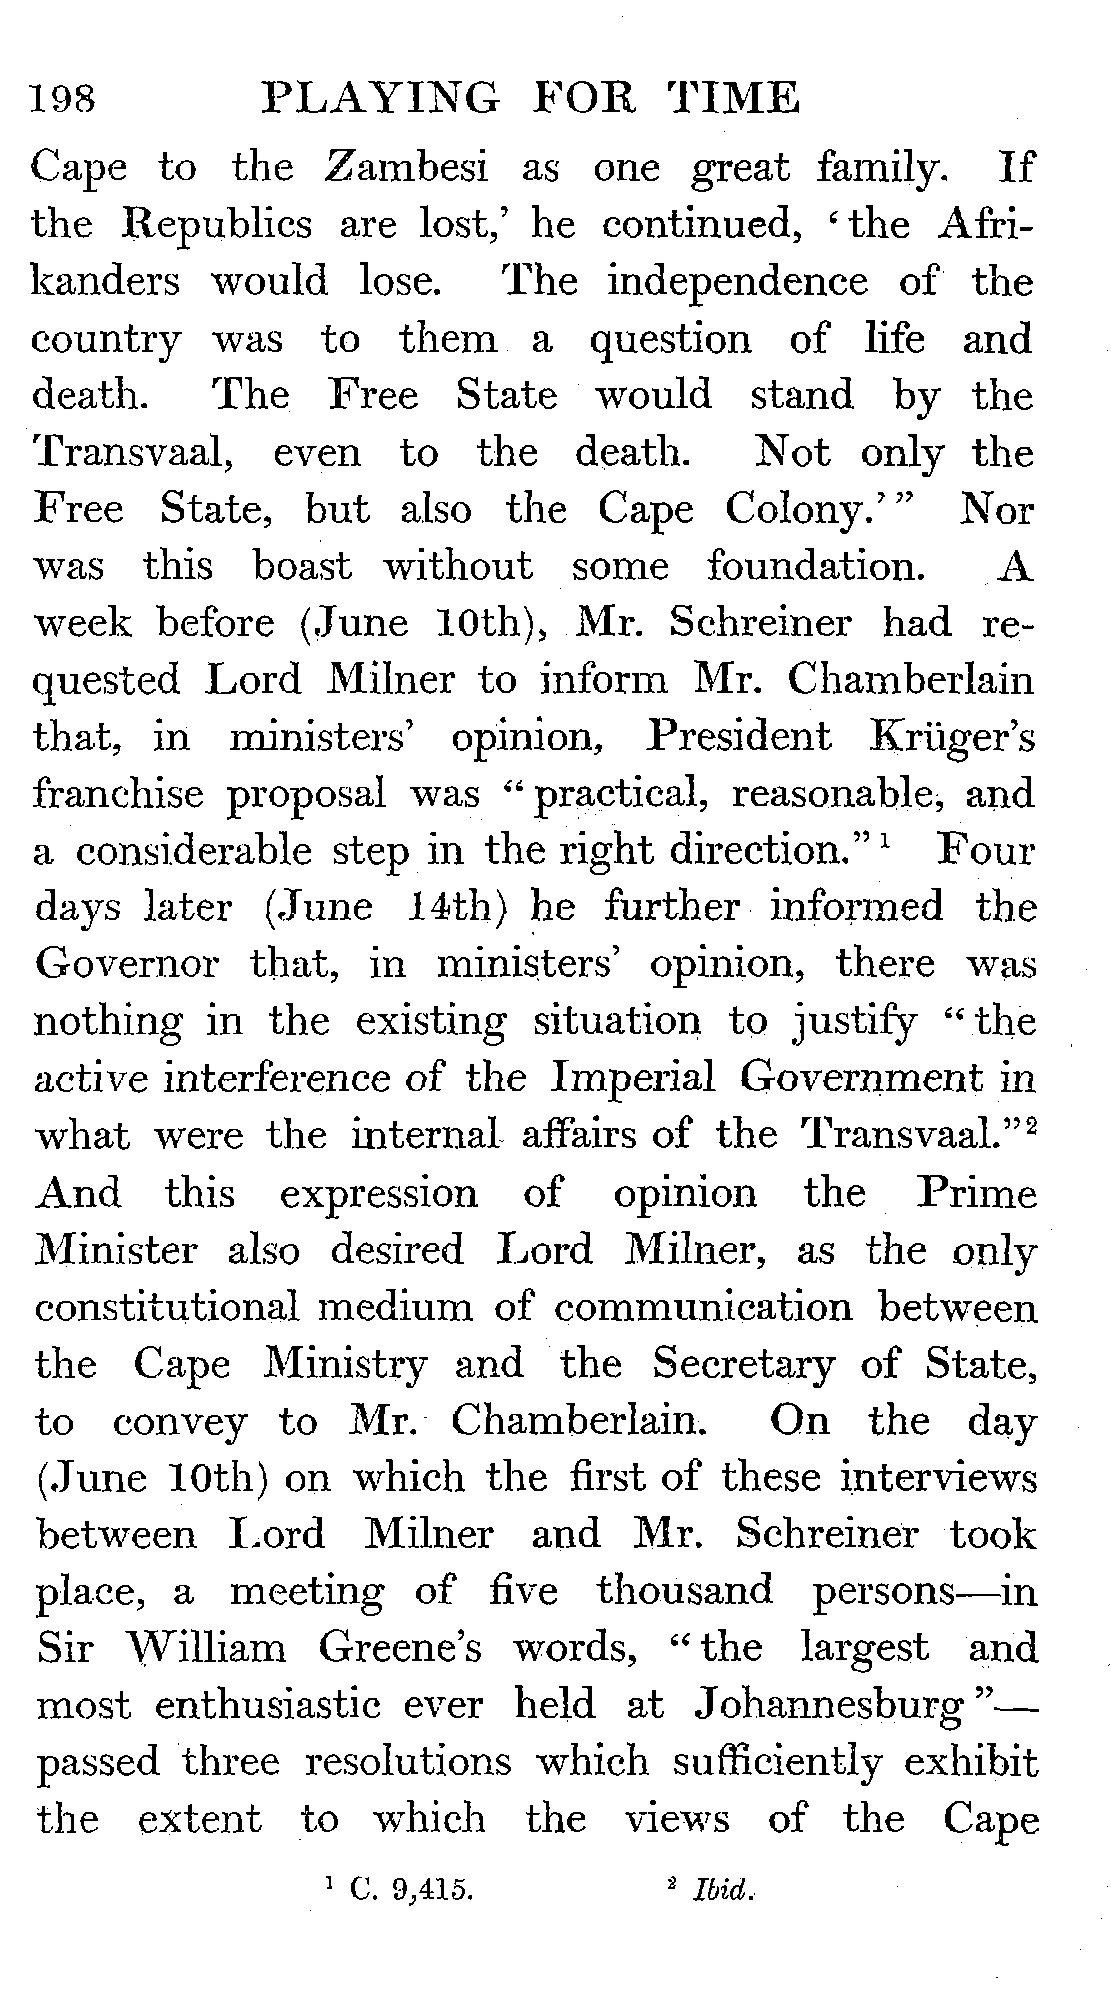 198 PLAYING FOR TIME
Cape to the Zambesi as one great family. If
the Republics are lost,’ he continued, ‘the Afri-
kanders would lose. The independence of the
country was to them a question of life and
death. The Free State would stand by the
Transvaal, even to the death. Not only the
Free State, but also the Cape Colony.’” Nor
was this boast without some foundation. A
week before (June 10th), Mr. Schreiner had re-
quested Lord Milner to inform Mr. Chamberlain
that, in ministers’ opinion, President Krüger’s
franchise proposal was “practical, reasonable, and
a considerable step in the right direction.”¹ Four
days later (June 14th) he further informed the
Governor that, in ministers’ opinion, there was
nothing in the existing situation to justify “the
active interference of the Imperial Government in
what were the internal affairs of the Transvaal.”²
And this expression of opinion the Prime
Minister also desired Lord Milner, as the only
constitutional medium of communication between
the Cape Ministry and the Secretary of State,
to convey to Mr. Chamberlain. On the day
(June 10th) on which the first of these interviews
between Lord Milner and Mr. Schreiner took
place, a meeting of five thousand persons—in
Sir William Greene’s words, “the largest and
most enthusiastic ever held at Johannesburg”—
passed three resolutions which sufficiently exhibit
the extent to which the views of the Cape
¹ C. 9,415. ² Ibid.